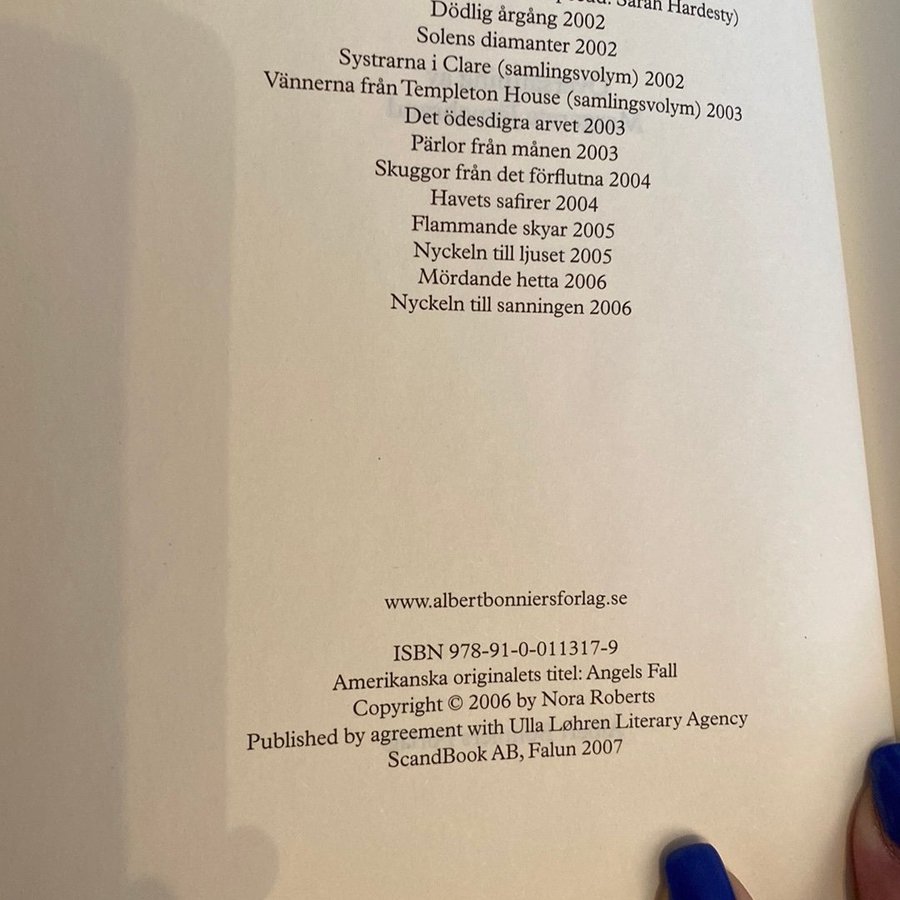 Sarah Hardesty)
Dödlig årgång 2002
Solens diamanter 2002
Systrarna i Clare (samlingsvolym) 2002
Vännerna från Templeton House (samlingsvolym) 2003
Det ödesdigra arvet 2003
Pärlor från månen 2003
Skuggor från det förflutna 2004
Havets safirer 2004
Flammande skyar 2005
Nyckeln till ljuset 2005
Mördande hetta 2006
Nyckeln till sanningen 2006
www.albertbonniersforlag.se
ISBN 978-91-0-011317-9
Amerikanska originalets titel: Angels Fall
Copyright © 2006 by Nora Roberts
Published by agreement with Ulla Løhren Literary Agency
ScandBook AB, Falun 2007